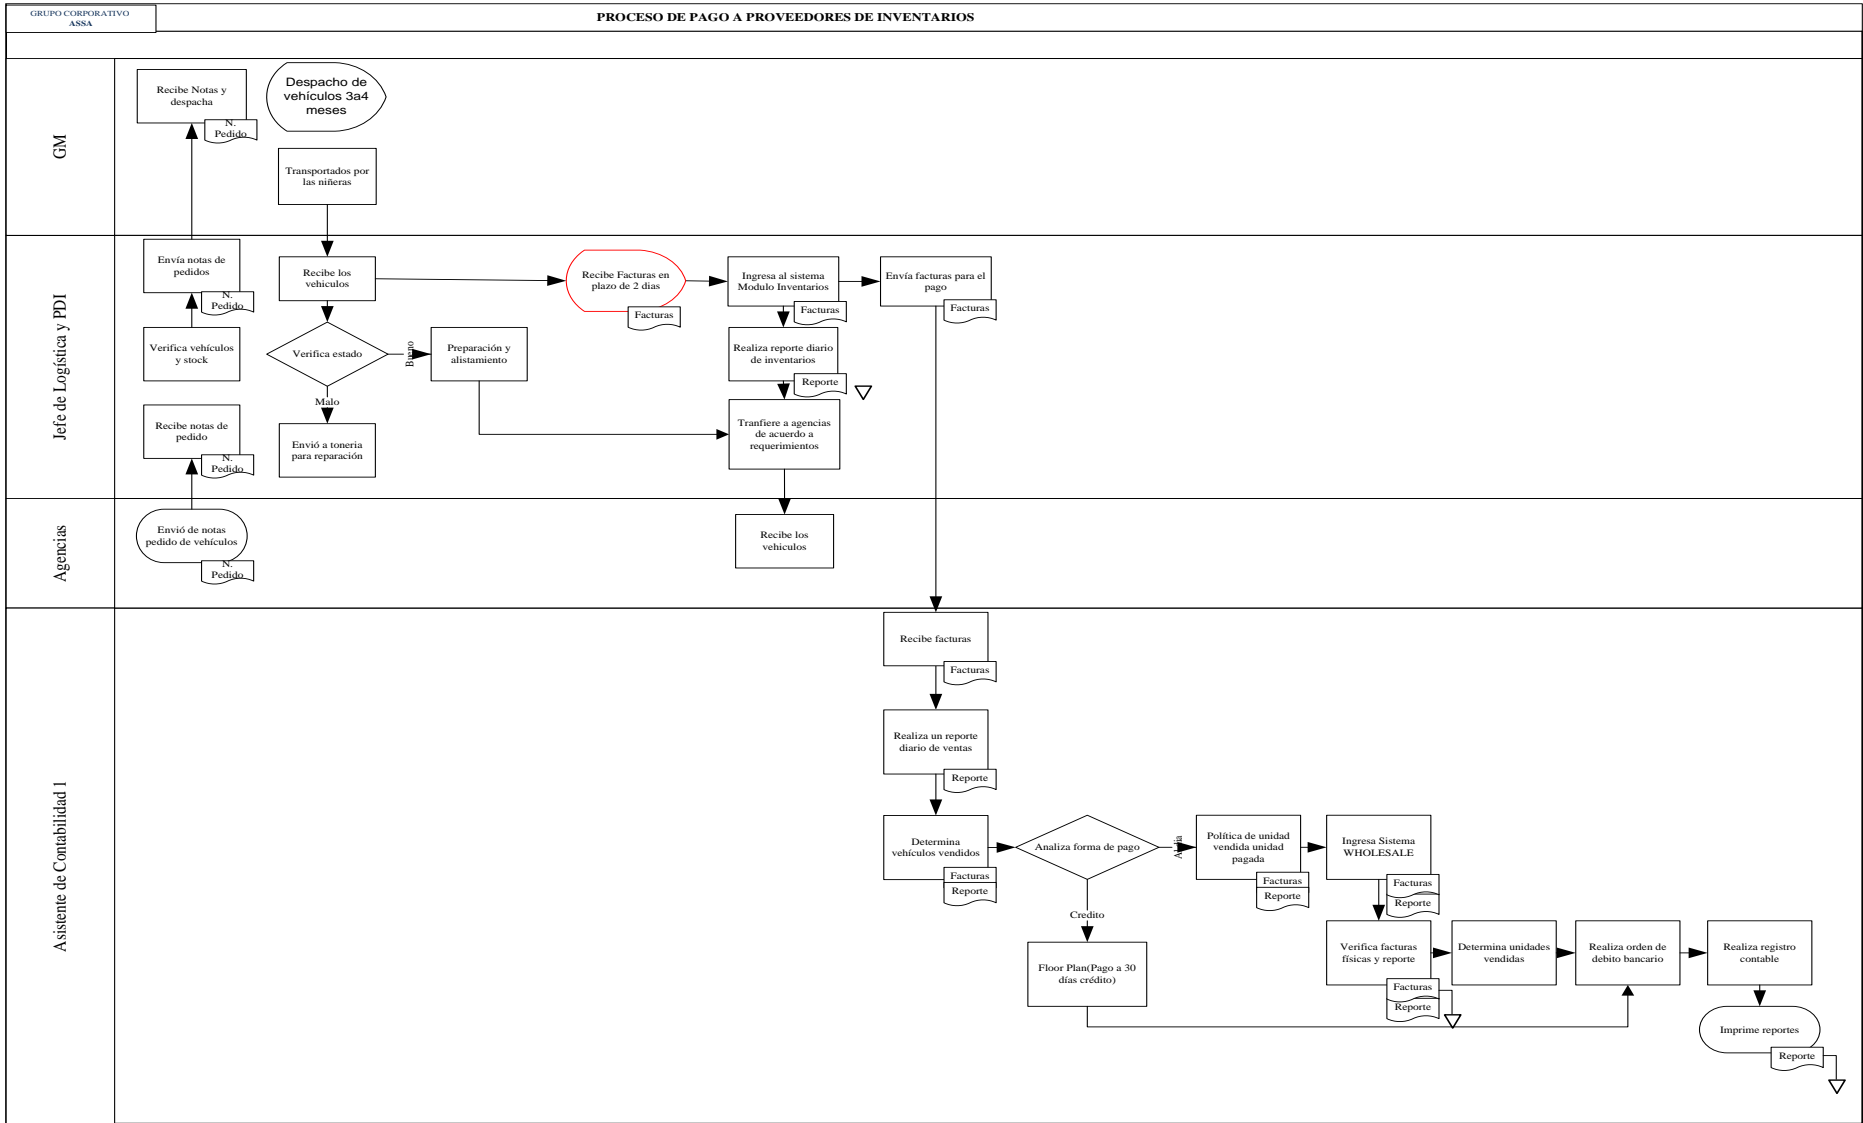 GRUPO CORPORATIVO
ASSA
PROCESO DE PAGO A PROVEEDORES DE INVENTARIOS
GM
Recibe Notas y
despacha
N.
Pedido
Despacho de
vehículos 3a4
meses
Transportados por
las niñeras
Jefe de Logística y PDI
Envía notas de
pedidos
N.
Pedido
Verifica vehículos
y stock
Recibe notas de
pedido
N.
Pedido
Recibe los
vehiculos
Verifica estado
Bueno
Malo
Envió a toneria
para reparación
Preparación y
alistamiento
Recibe Facturas en
plazo de 2 dias
Facturas
Ingresa al sistema
Modulo Inventarios
Facturas
Realiza reporte diario
de inventarios
Reporte
Tranfiere a agencias
de acuerdo a
requerimientos
Envía facturas para el
pago
Facturas
Agencias
Envió de notas
pedido de vehículos
N.
Pedido
Recibe los
vehiculos
Asistente de Contabilidad 1
Recibe facturas
Facturas
Realiza un reporte
diario de ventas
Reporte
Determina
vehículos vendidos
Facturas
Reporte
Analiza forma de pago
Credito
Floor Plan(Pago a 30
días crédito)
Política de unidad
vendida unidad
pagada
Facturas
Reporte
Ingresa Sistema
WHOLESALE
Facturas
Reporte
Verifica facturas
físicas y reporte
Facturas
Reporte
Determina unidades
vendidas
Realiza orden de
debito bancario
Realiza registro
contable
Imprime reportes
Reporte